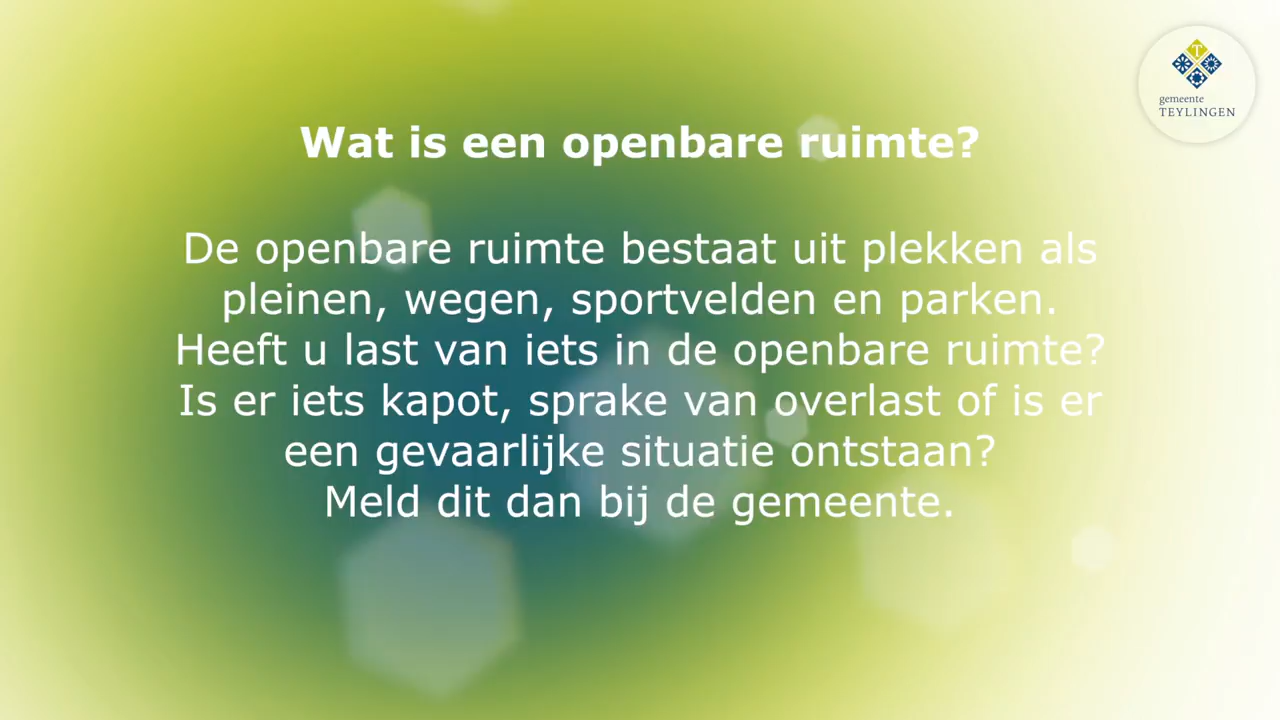 T
gemeente
TEYLINGEN
Wat is een openbare ruimte?
De openbare ruimte bestaat uit plekken als
pleinen, wegen, sportvelden en parken.
Heeft u last van iets in de openbare ruimte?
Is er iets kapot, sprake van overlast of is er
een gevaarlijke situatie ontstaan?
Meld dit dan bij de gemeente.